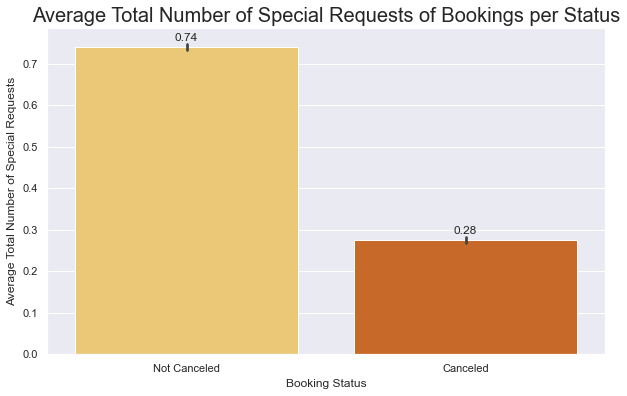 Average Total Number of Special Requests of Bookings per Status
Average Total Number of Special Requests
0.7
0.6
0.5
0.4
0.3
0.2
0.1
0.0
0.74
0.28
Not Canceled
Canceled
Booking Status